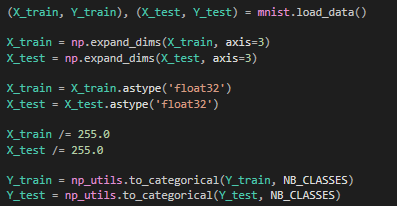 (X_train, Y_train), (X_test, Y_test) = mnist.load_data()
X_train = np.expand_dims(X_train, axis=3)
X_test = np.expand_dims(X_test, axis=3)
X_train = X_train.astype('float32')
X_test = X_test.astype('float32')
X_train /= 255.0
X_test /= 255.0
Y_train = np_utils.to_categorical(Y_train, NB_CLASSES)
Y_test = np_utils.to_categorical(Y_test, NB_CLASSES)